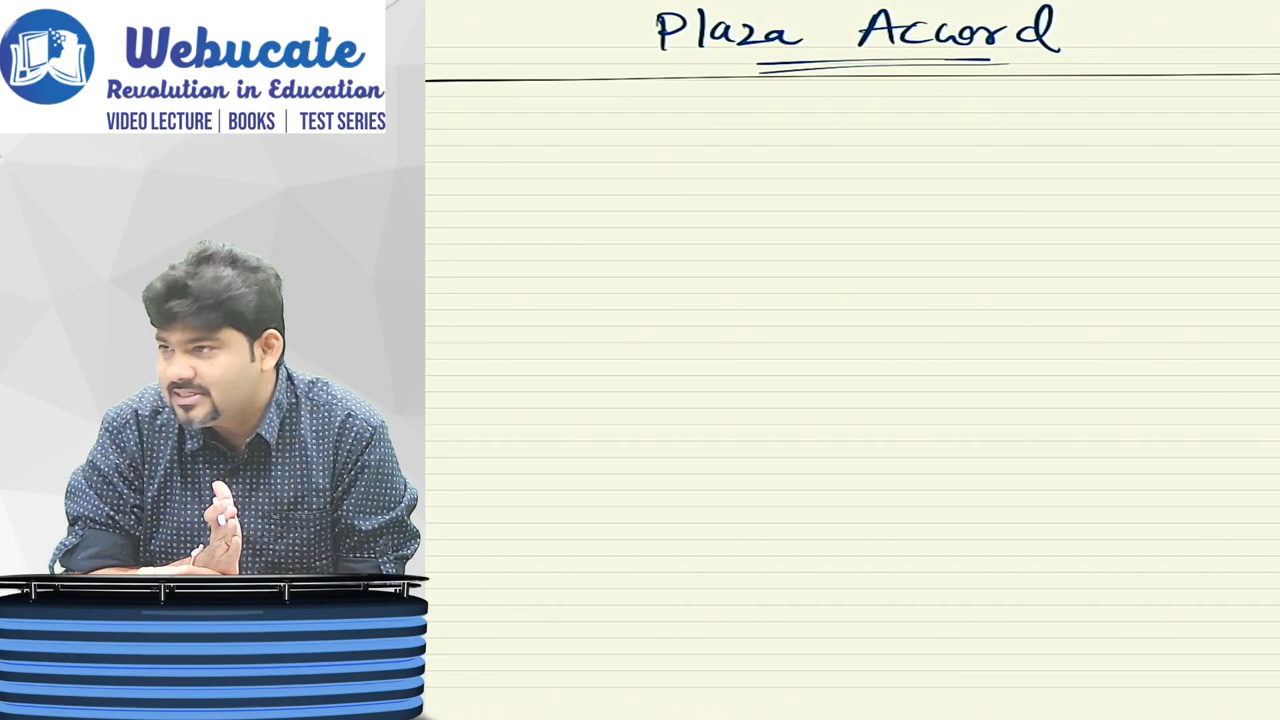 Webucate
Revolution in Education
VIDEO LECTURE | BOOKS | TEST SERIES
Plaza Accord